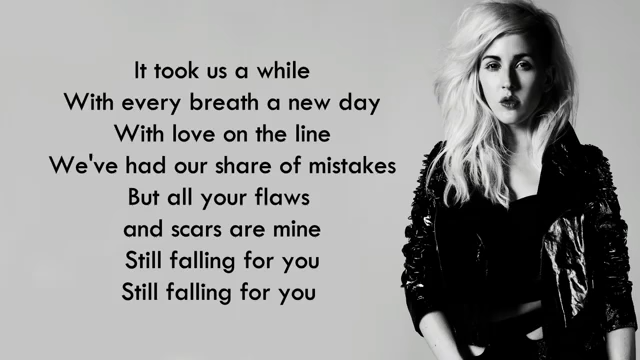 It took us a while
With every breath a new day
With love on the line
We've had our share of mistakes
But all your flaws
and scars are mine
Still falling for you
Still falling for you